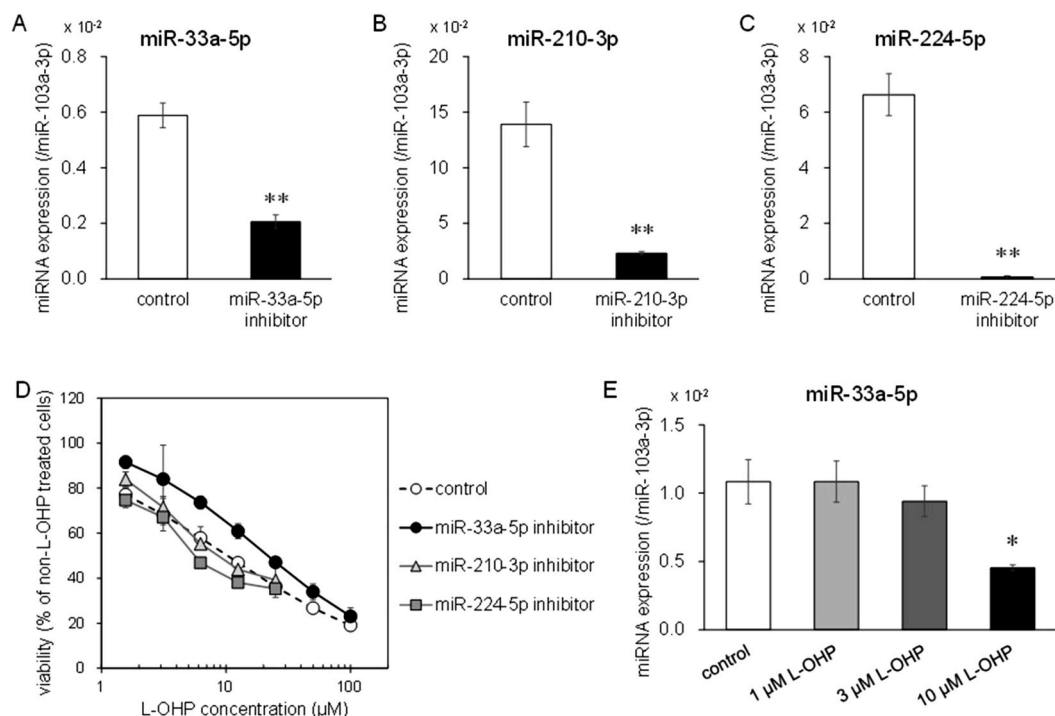 A
x 10-2
miR-33a-5p
miRNA expression (/miR-103a-3p)
0.8
0.6
0.4
0.2
0.0
**
control
miR-33a-5p
inhibitor
B
x 10-2
miR-210-3p
miRNA expression (/miR-103a-3p)
20
15
10
5
0
**
control
miR-210-3p
inhibitor
C
x 10-2
miR-224-5p
miRNA expression (/miR-103a-3p)
8
6
4
2
0
**
control
miR-224-5p
inhibitor
D
viability (% of non-L-OHP treated cells)
120
100
80
60
40
20
0
1
10
100
L-OHP concentration (µM)
control
miR-33a-5p inhibitor
miR-210-3p inhibitor
miR-224-5p inhibitor
E
x 10-2
miR-33a-5p
miRNA expression (/miR-103a-3p)
1.5
1.0
0.5
0.0
*
control
1 µM L-OHP
3 µM L-OHP
10 µM L-OHP